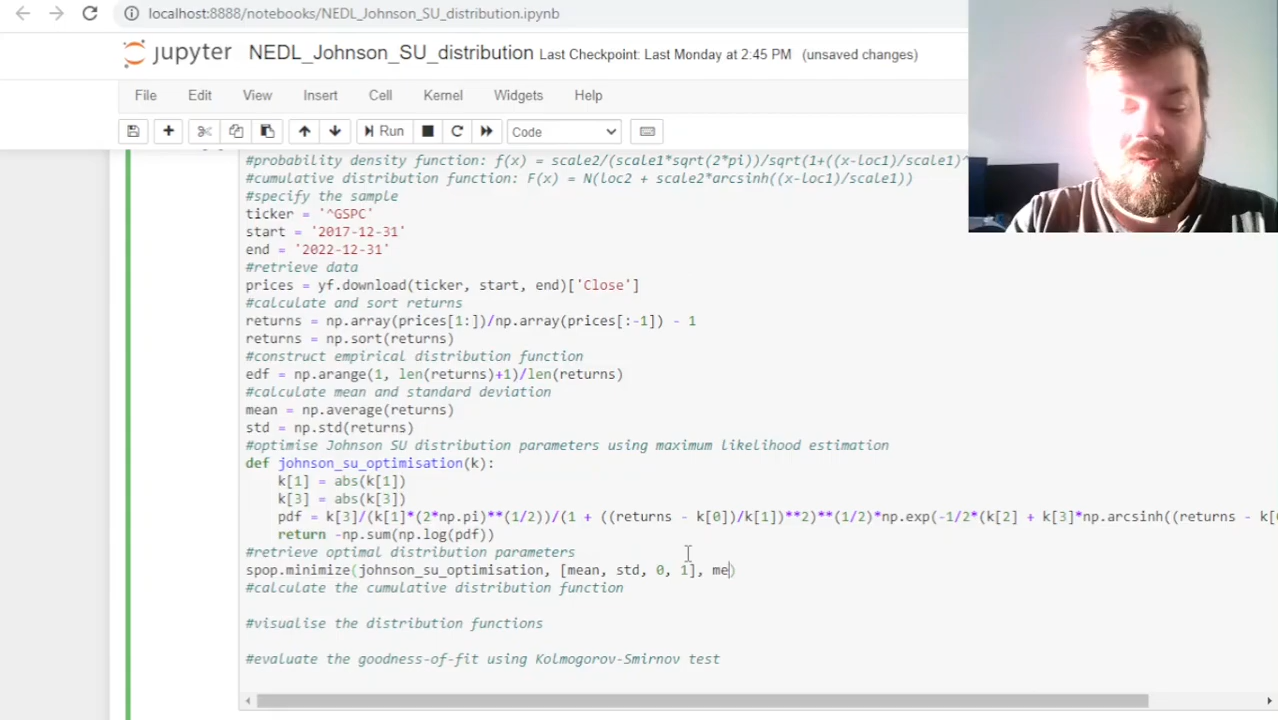 localhost:8888/notebooks/NEDL_Johnson_SU_distribution.ipynb
jupyter NEDL_Johnson_SU_distribution Last Checkpoint: Last Monday at 2:45 PM (unsaved changes)
File Edit View Insert Cell Kernel Widgets Help
Run Code
#probability density function: f(x) = scale2/(scale1*sqrt(2*pi))/sqrt(1+((x-loc1)/scale1)^
#cumulative distribution function: F(x) = N(loc2 + scale2*arcsinh((x-loc1)/scale1))
#specify the sample
ticker = '^GSPC'
start = '2017-12-31'
end = '2022-12-31'
#retrieve data
prices = yf.download(ticker, start, end)['Close']
#calculate and sort returns
returns = np.array(prices[1:])/np.array(prices[:-1]) - 1
returns = np.sort(returns)
#construct empirical distribution function
edf = np.arange(1, len(returns)+1)/len(returns)
#calculate mean and standard deviation
mean = np.average(returns)
std = np.std(returns)
#optimise Johnson SU distribution parameters using maximum likelihood estimation
def johnson_su_optimisation(k):
k[1] = abs(k[1])
k[3] = abs(k[3])
pdf = k[3]/(k[1]*(2*np.pi)**(1/2))/(1 + ((returns - k[0])/k[1])**2)**(1/2)*np.exp(-1/2*(k[2] + k[3]*np.arcsinh((returns - k[0
return -np.sum(np.log(pdf))
#retrieve optimal distribution parameters
spop.minimize(johnson_su_optimisation, [mean, std, 0, 1], me)
#calculate the cumulative distribution function
#visualise the distribution functions
#evaluate the goodness-of-fit using Kolmogorov-Smirnov test